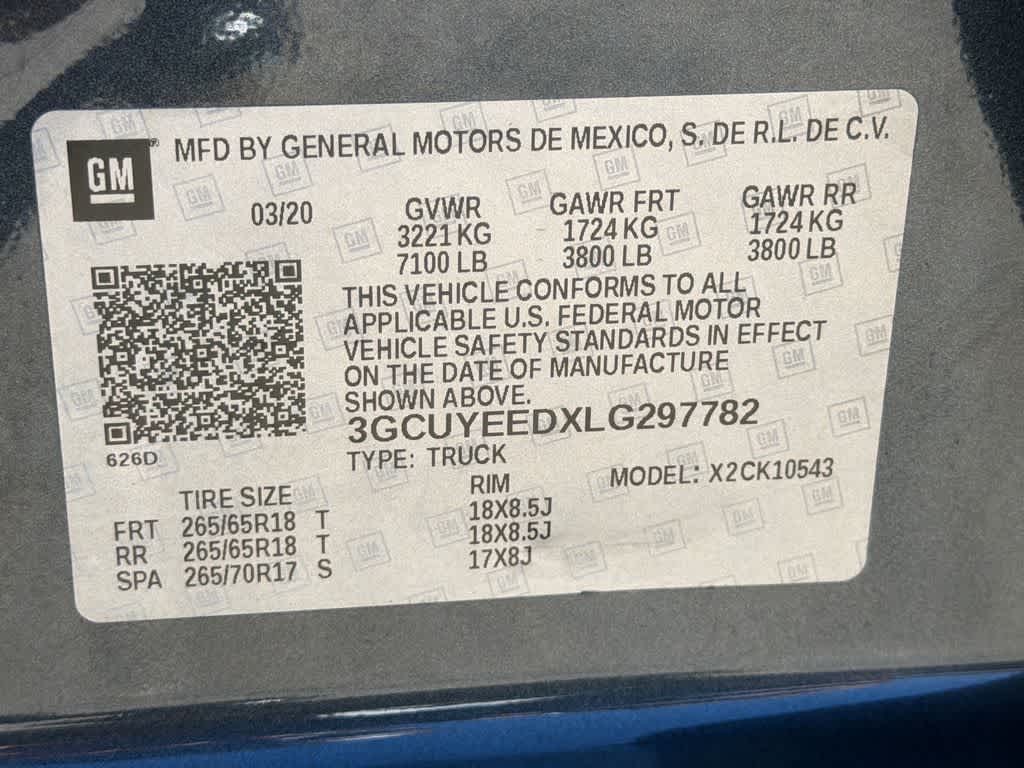 GM
MFD BY GENERAL MOTORS DE MEXICO, S. DE R.L. DE C.V.
03/20 GVWR GAWR FRT GAWR RR
3221 KG 1724 KG 1724 KG
7100 LB 3800 LB 3800 LB
THIS VEHICLE CONFORMS TO ALL
APPLICABLE U.S. FEDERAL MOTOR
VEHICLE SAFETY STANDARDS IN EFFECT
ON THE DATE OF MANUFACTURE
SHOWN ABOVE.
3GCUYEEDXLG297782
626D
TYPE: TRUCK MODEL: X2CK10543
TIRE SIZE RIM
FRT 265/65R18 T 18X8.5J
RR 265/65R18 T 18X8.5J
SPA 265/70R17 S 17X8J